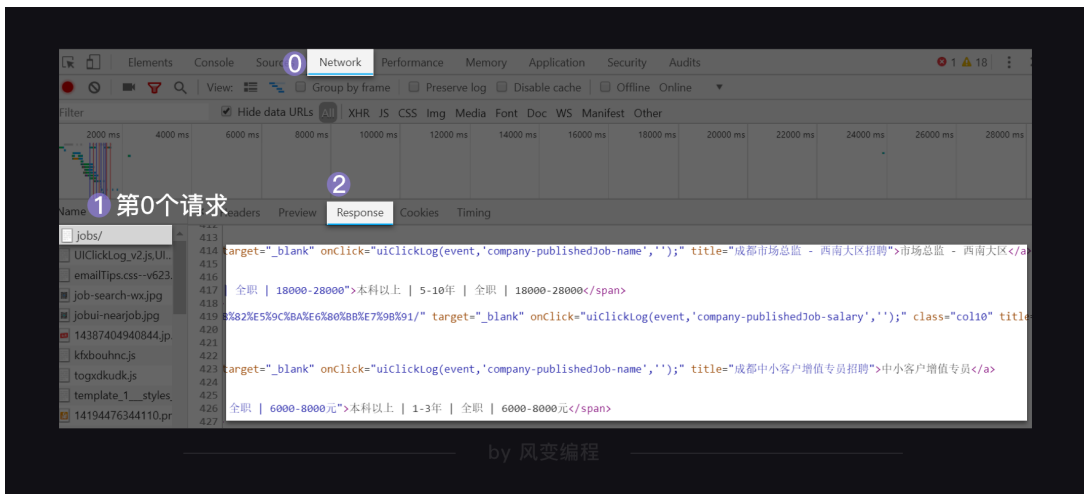 Elements Console Sourc 0 Network Performance Memory Application Security Audits 1 18
View: Group by frame Preserve log Disable cache Offline Online
Filter Hide data URLs All XHR JS CSS Img Media Font Doc WS Manifest Other
2000 ms 4000 ms 6000 ms 8000 ms 10000 ms 12000 ms 14000 ms 16000 ms 18000 ms 20000 ms 22000 ms 24000 ms 26000 ms 28000 ms
2
Name 1 第0个请求 eaders Preview Response Cookies Timing
jobs/
UIClickLog_v2.js,UI..
emailTips.css--v623.
job-search-wx.jpg
jobui-nearjob.jpg
14387404940844.jp.
kfxbouhnc.js
togxdkudk.js
template_1___styles_
14194476344110.pr
412
413
414 target="_blank" onClick="uiClickLog(event,'company-publishedJob-name','');" title="成都市场总监 - 西南大区招聘">市场总监 - 西南大区</a>
415
416
417 | 全职 | 18000-28000">本科以上 | 5-10年 | 全职 | 18000-28000</span>
418
419 8%82%E5%9C%BA%E6%80%BB%E7%9B%91/" target="_blank" onClick="uiClickLog(event,'company-publishedJob-salary','');" class="col10" title
420
421
422
423 target="_blank" onClick="uiClickLog(event,'company-publishedJob-name','');" title="成都中小客户增值专员招聘">中小客户增值专员</a>
424
425
426 全职 | 6000-8000元">本科以上 | 1-3年 | 全职 | 6000-8000元</span>
427
by 风变编程